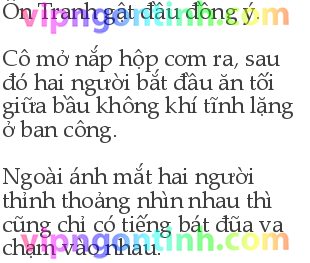 Ôn Tranh gật đầu đồng ý.
vipngontinh.com
Cô mở nắp hộp cơm ra, sau
đó hai người bắt đầu ăn tối
giữa bầu không khí tĩnh lặng
ở ban công.
Ngoài ánh mắt hai người
thỉnh thoảng nhìn nhau thì
cũng chỉ có tiếng bát đũa va
chạm vào nhau.
vipngontinh.com